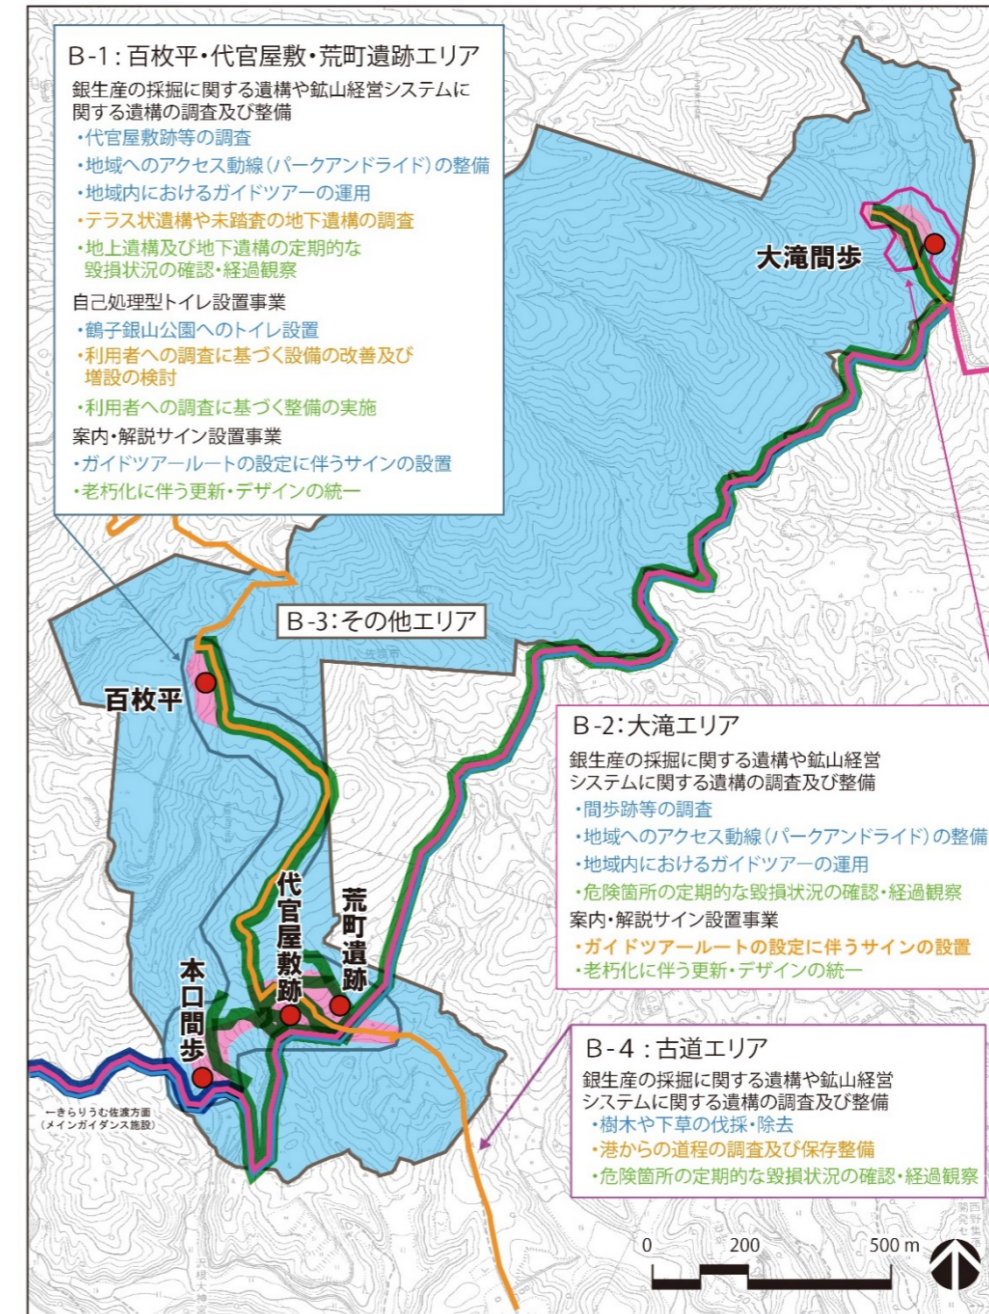 B-1：百枚平・代官屋敷・荒町遺跡エリア
銀生産の採掘に関する遺構や鉱山経営システムに
関する遺構の調査及び整備
・代官屋敷跡等の調査
・地域へのアクセス動線（パークアンドライド）の整備
・地域内におけるガイドツアーの運用
・テラス状遺構や未踏査の地下遺構の調査
・地上遺構及び地下遺構の定期的な
毀損状況の確認・経過観察
自己処理型トイレ設置事業
・鶴子銀山公園へのトイレ設置
・利用者への調査に基づく設備の改善及び
増設の検討
・利用者への調査に基づく整備の実施
案内・解説サイン設置事業
・ガイドツアールートの設定に伴うサインの設置
・老朽化に伴う更新・デザインの統一
大滝間歩
B-3：その他エリア
百枚平
代官屋敷跡
荒町遺跡
本口間歩
←きらりうむ佐渡方面
（メインガイダンス施設）
B-2：大滝エリア
銀生産の採掘に関する遺構や鉱山経営
システムに関する遺構の調査及び整備
・間歩跡等の調査
・地域へのアクセス動線（パークアンドライド）の整備
・地域内におけるガイドツアーの運用
・危険箇所の定期的な毀損状況の確認・経過観察
案内・解説サイン設置事業
・ガイドツアールートの設定に伴うサインの設置
・老朽化に伴う更新・デザインの統一
B-4：古道エリア
銀生産の採掘に関する遺構や鉱山経営
システムに関する遺構の調査及び整備
・樹木や下草の伐採・除去
・港からの道程の調査及び保存整備
・危険箇所の定期的な毀損状況の確認・経過観察
0 200 500 m